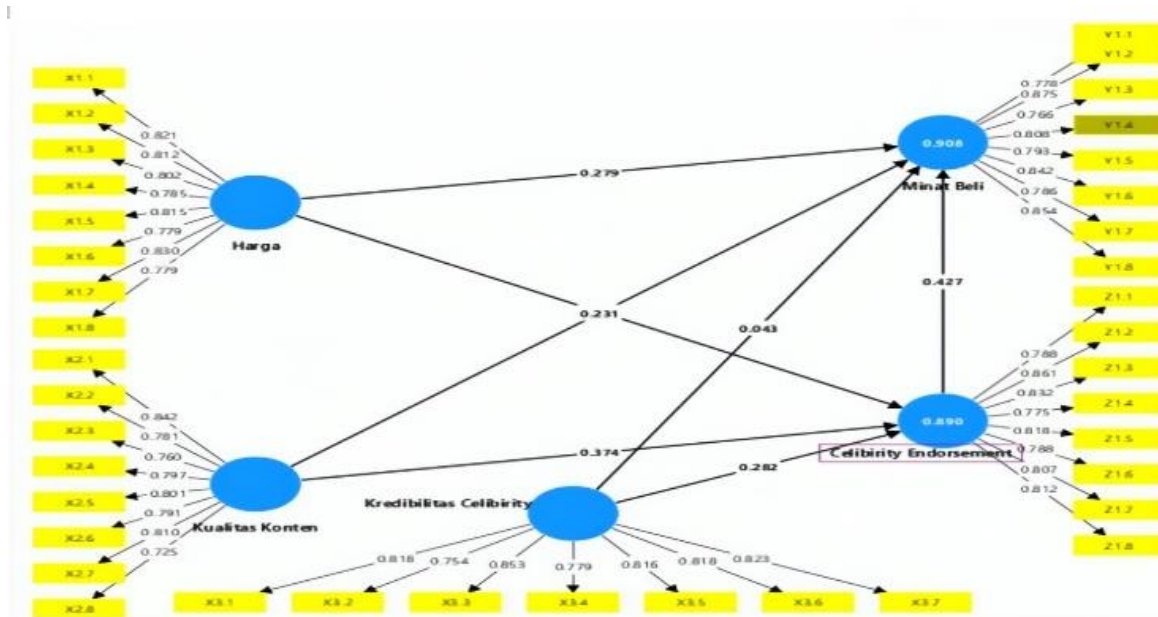 X1.1
X1.2
X1.3
X1.4
X1.5
X1.6
X1.7
X1.8
0.821
0.812
0.802
0.785
0.815
0.779
0.830
0.779
Harga
X2.1
X2.2
X2.3
X2.4
X2.5
X2.6
X2.7
X2.8
0.842
0.781
0.760
0.797
0.801
0.791
0.810
0.725
Kualitas Konten
0.279
0.231
0.043
0.427
0.374
0.282
Kredibilitas Celibirity
0.818
0.754
0.853
0.779
0.816
0.818
0.823
X3.1
X3.2
X3.3
X3.4
X3.5
X3.6
X3.7
0.908
Minat Beli
0.778
0.875
0.766
0.808
0.793
0.842
0.786
0.854
Y1.1
Y1.2
Y1.3
Y1.4
Y1.5
Y1.6
Y1.7
Y1.8
0.890
Celibirity Endorsement
0.788
0.861
0.832
0.775
0.818
0.788
0.807
0.812
Z1.1
Z1.2
Z1.3
Z1.4
Z1.5
Z1.6
Z1.7
Z1.8